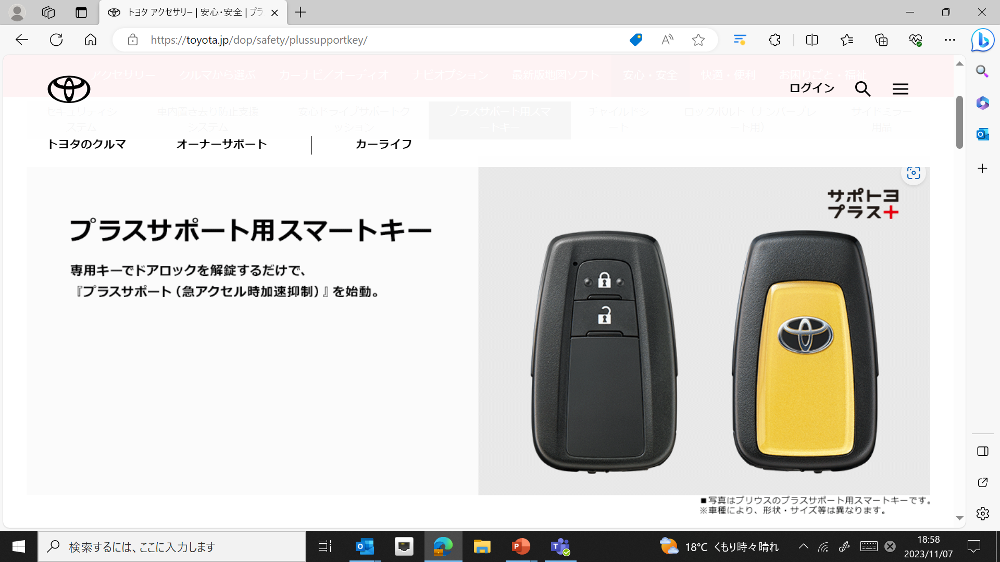 トヨタ アクセサリー | 安心・安全 | プラ
https://toyota.jp/dop/safety/plussupportkey/
アクセサリー
クルマから選ぶ
カーナビ／オーディオ
ナビオプション
最新版地図ソフト
安心・安全
快適・便利
お困りごと・福祉
ログイン
セキュリティシ
ステム
車内置き去り防止支援
システム
安心ドライブサポートク
ッション
プラスサポート用スマ
ートキー
チャイルドシ
ート
ロックボルト（ナンバープレ
ート用）
サイドミラー
用品
トヨタのクルマ
オーナーサポート
カーライフ
サポトヨ
プラス+
プラスサポート用スマートキー
専用キーでドアロックを解錠するだけで、
『プラスサポート（急アクセル時加速抑制）』を始動。
■写真はプリウスのプラスサポート用スマートキーです。
※車種により、形状・サイズ等は異なります。
検索するには、ここに入力します
18℃ くもり時々晴れ
18:58
2023/11/07